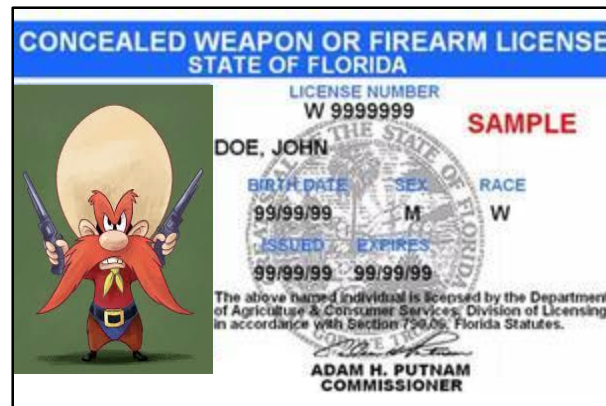 CONCEALED WEAPON OR FIREARM LICENSE
STATE OF FLORIDA
LICENSE NUMBER
W 9999999
SAMPLE
DOE, JOHN
BIRTH DATE SEX RACE
99/99/99 M W
ISSUED EXPIRES
99/99/99 99/99/99
The above named individual is licensed by the Department
of Agriculture & Consumer Services, Division of Licensing
in accordance with Section 790.06, Florida Statutes.
ADAM H. PUTNAM
COMMISSIONER